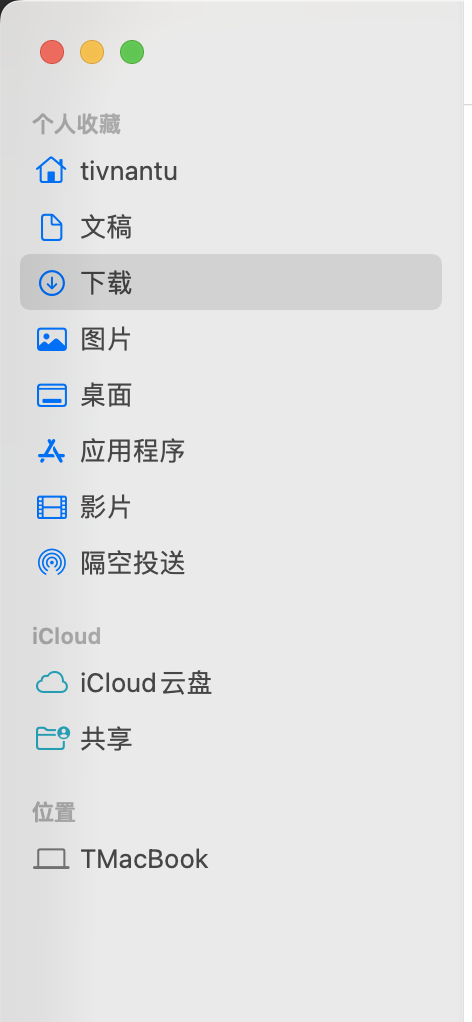 个人收藏
tivnantu
文稿
下载
图片
桌面
应用程序
影片
隔空投送
iCloud
iCloud云盘
共享
位置
TMacBook